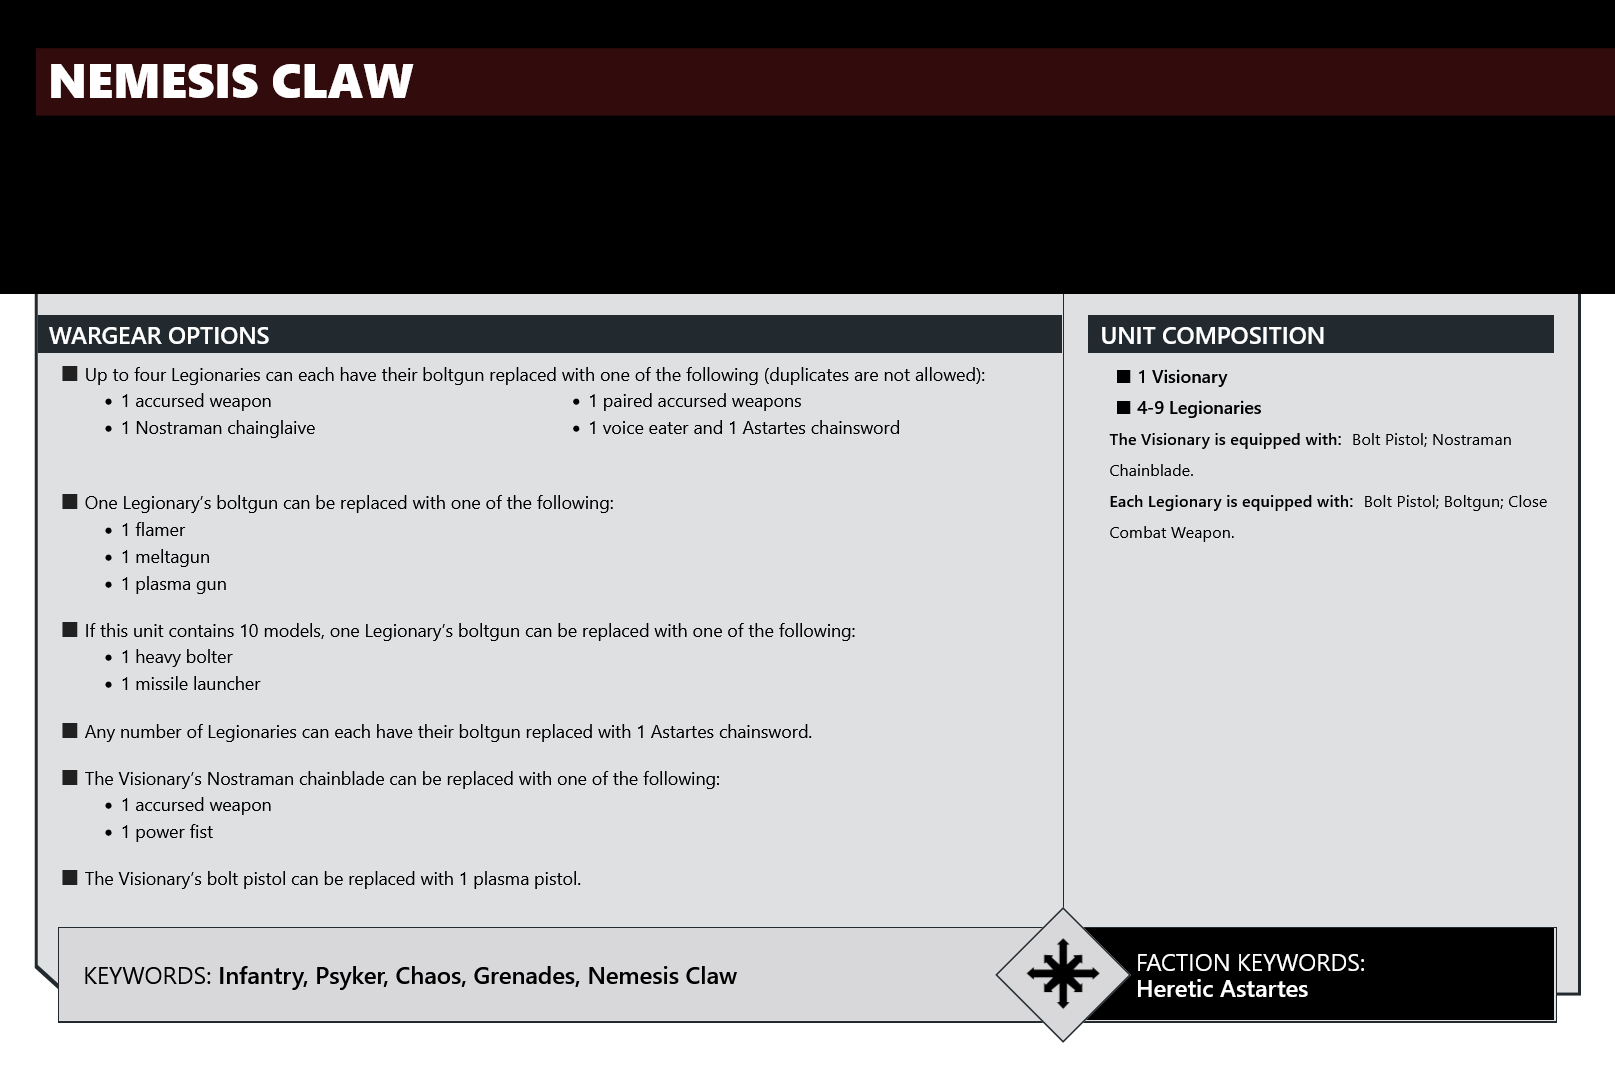 NEMESIS CLAW
WARGEAR OPTIONS
■ Up to four Legionaries can each have their boltgun replaced with one of the following (duplicates are not allowed):
• 1 accursed weapon
• 1 Nostraman chainglaive
• 1 paired accursed weapons
• 1 voice eater and 1 Astartes chainsword
■ One Legionary’s boltgun can be replaced with one of the following:
• 1 flamer
• 1 meltagun
• 1 plasma gun
■ If this unit contains 10 models, one Legionary’s boltgun can be replaced with one of the following:
• 1 heavy bolter
• 1 missile launcher
■ Any number of Legionaries can each have their boltgun replaced with 1 Astartes chainsword.
■ The Visionary’s Nostraman chainblade can be replaced with one of the following:
• 1 accursed weapon
• 1 power fist
■ The Visionary’s bolt pistol can be replaced with 1 plasma pistol.
UNIT COMPOSITION
■ 1 Visionary
■ 4-9 Legionaries
The Visionary is equipped with: Bolt Pistol; Nostraman
Chainblade.
Each Legionary is equipped with: Bolt Pistol; Boltgun; Close
Combat Weapon.
KEYWORDS: Infantry, Psyker, Chaos, Grenades, Nemesis Claw
FACTION KEYWORDS:
Heretic Astartes